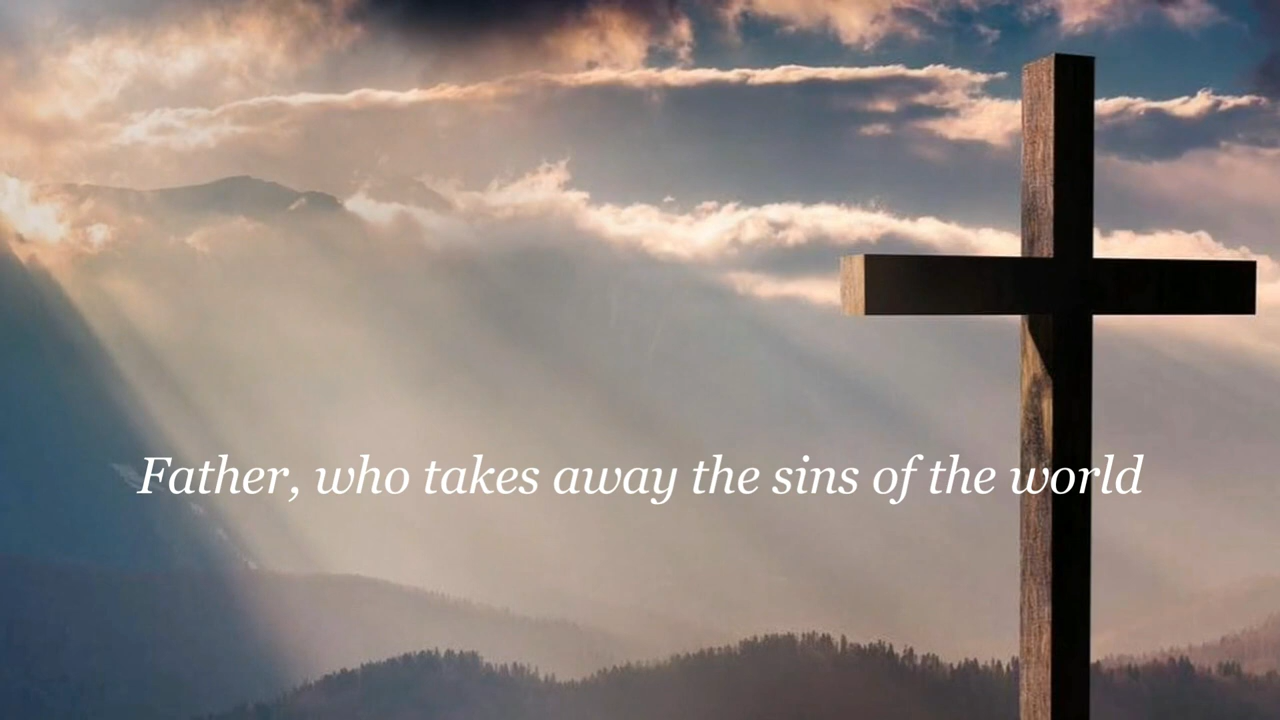 Father, who takes away the sins of the world